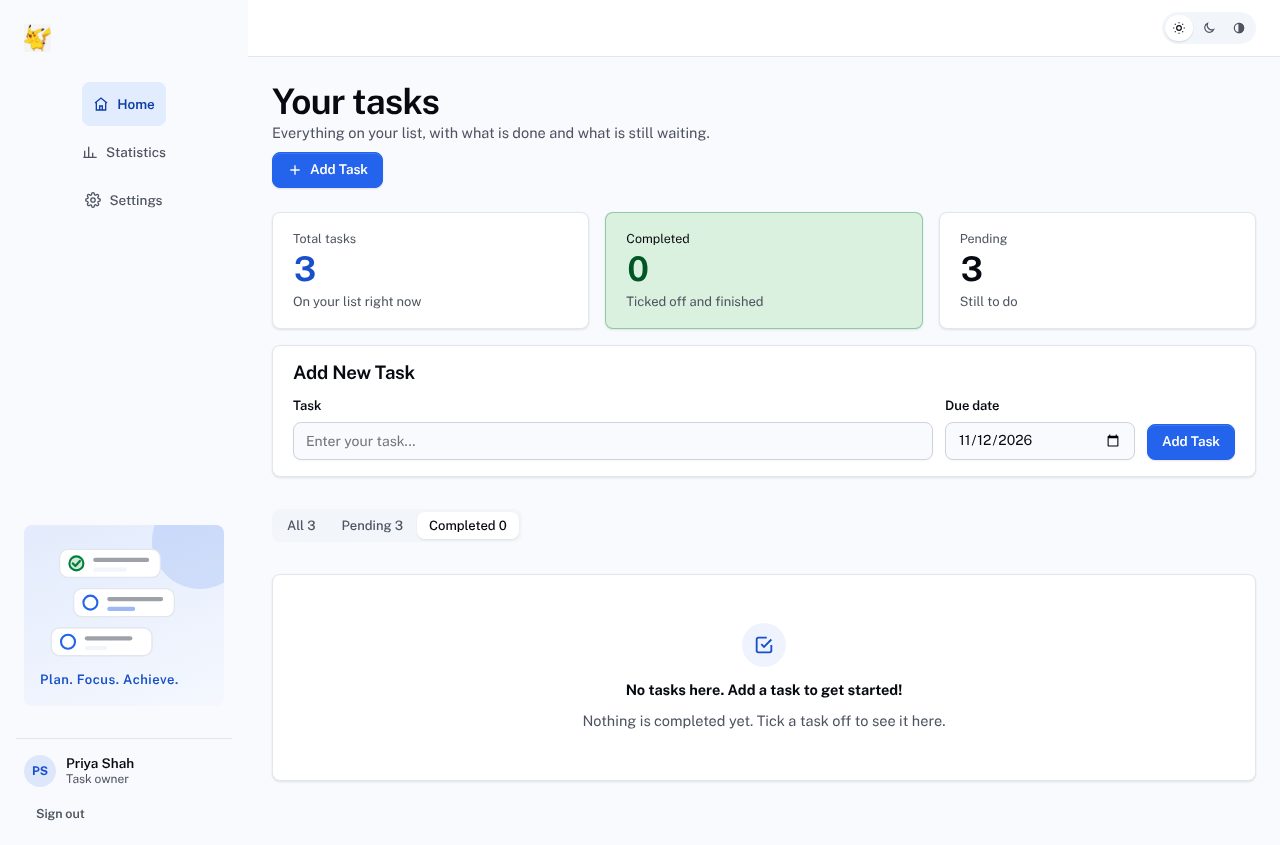 Home
Statistics
Settings
Plan. Focus. Achieve.
PS
Priya Shah
Task owner
Sign out
Your tasks
Everything on your list, with what is done and what is still waiting.
Add Task
Total tasks
3
On your list right now
Completed
0
Ticked off and finished
Pending
3
Still to do
Add New Task
Task
Due date
Enter your task...
11/12/2026
Add Task
All 3
Pending 3
Completed 0
No tasks here. Add a task to get started!
Nothing is completed yet. Tick a task off to see it here.